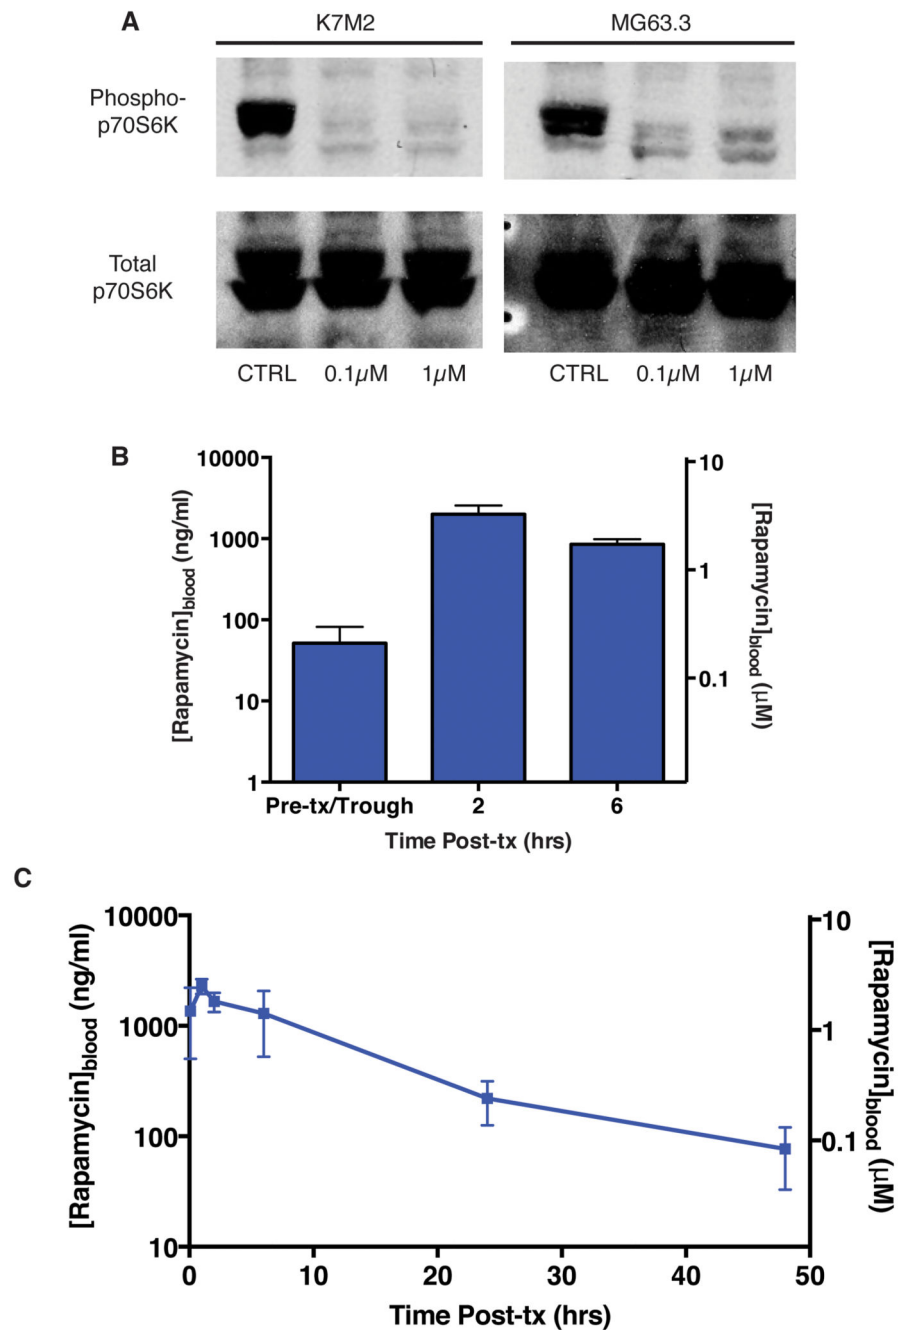 A
K7M2
MG63.3
Phospho-
p70S6K
Total
p70S6K
CTRL 0.1µM 1µM
CTRL 0.1µM 1µM
B
[Rapamycin]blood (ng/ml)
10000
1000
100
10
1
10
1
0.1
[Rapamycin]blood (µM)
Pre-tx/Trough 2 6
Time Post-tx (hrs)
C
[Rapamycin]blood (ng/ml)
10000
1000
100
10
10
1
0.1
[Rapamycin]blood (µM)
0 10 20 30 40 50
Time Post-tx (hrs)